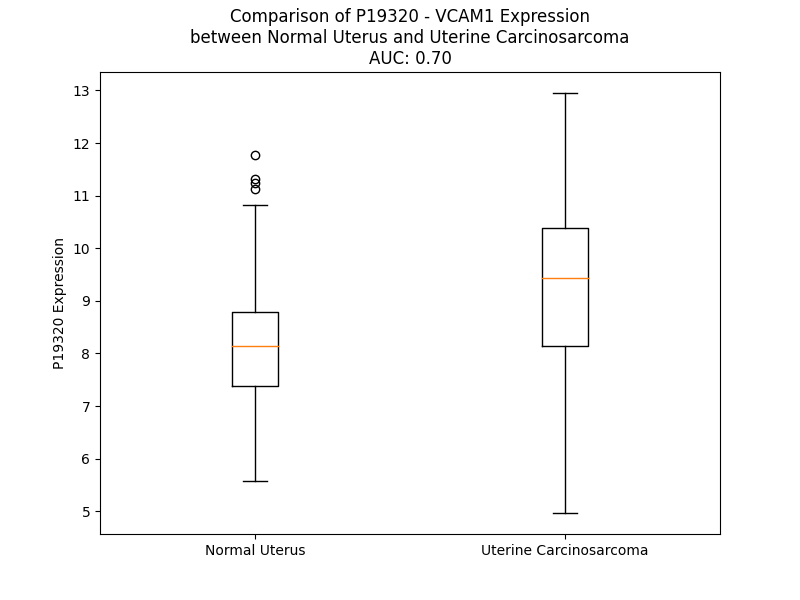 Comparison of P19320 - VCAM1 Expression
between Normal Uterus and Uterine Carcinosarcoma
AUC: 0.70
13
12
11
10
9
8
7
6
5
P19320 Expression
Normal Uterus
Uterine Carcinosarcoma